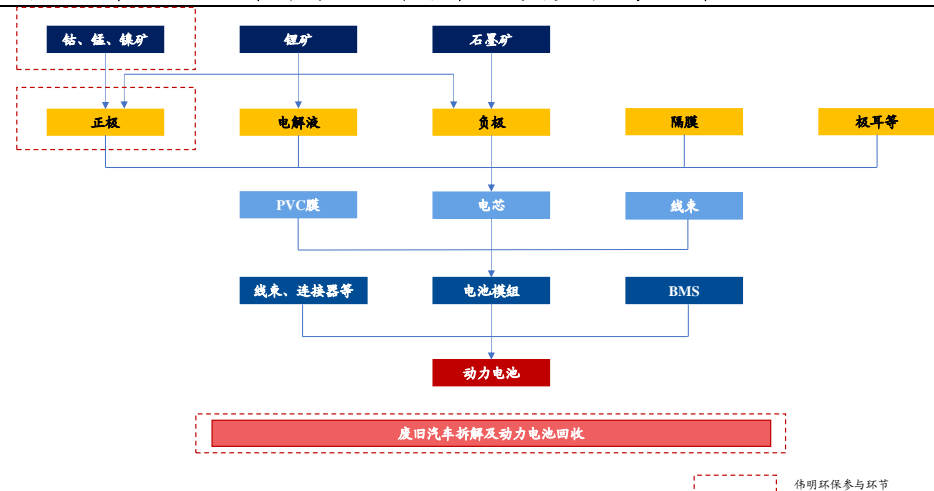 钴、锰、镍矿
锂矿
石墨矿
正极
电解液
负极
隔膜
极耳等
PVC膜
电芯
线束
线束、连接器等
电池模组
BMS
动力电池
废旧汽车拆解及动力电池回收
伟明环保参与环节